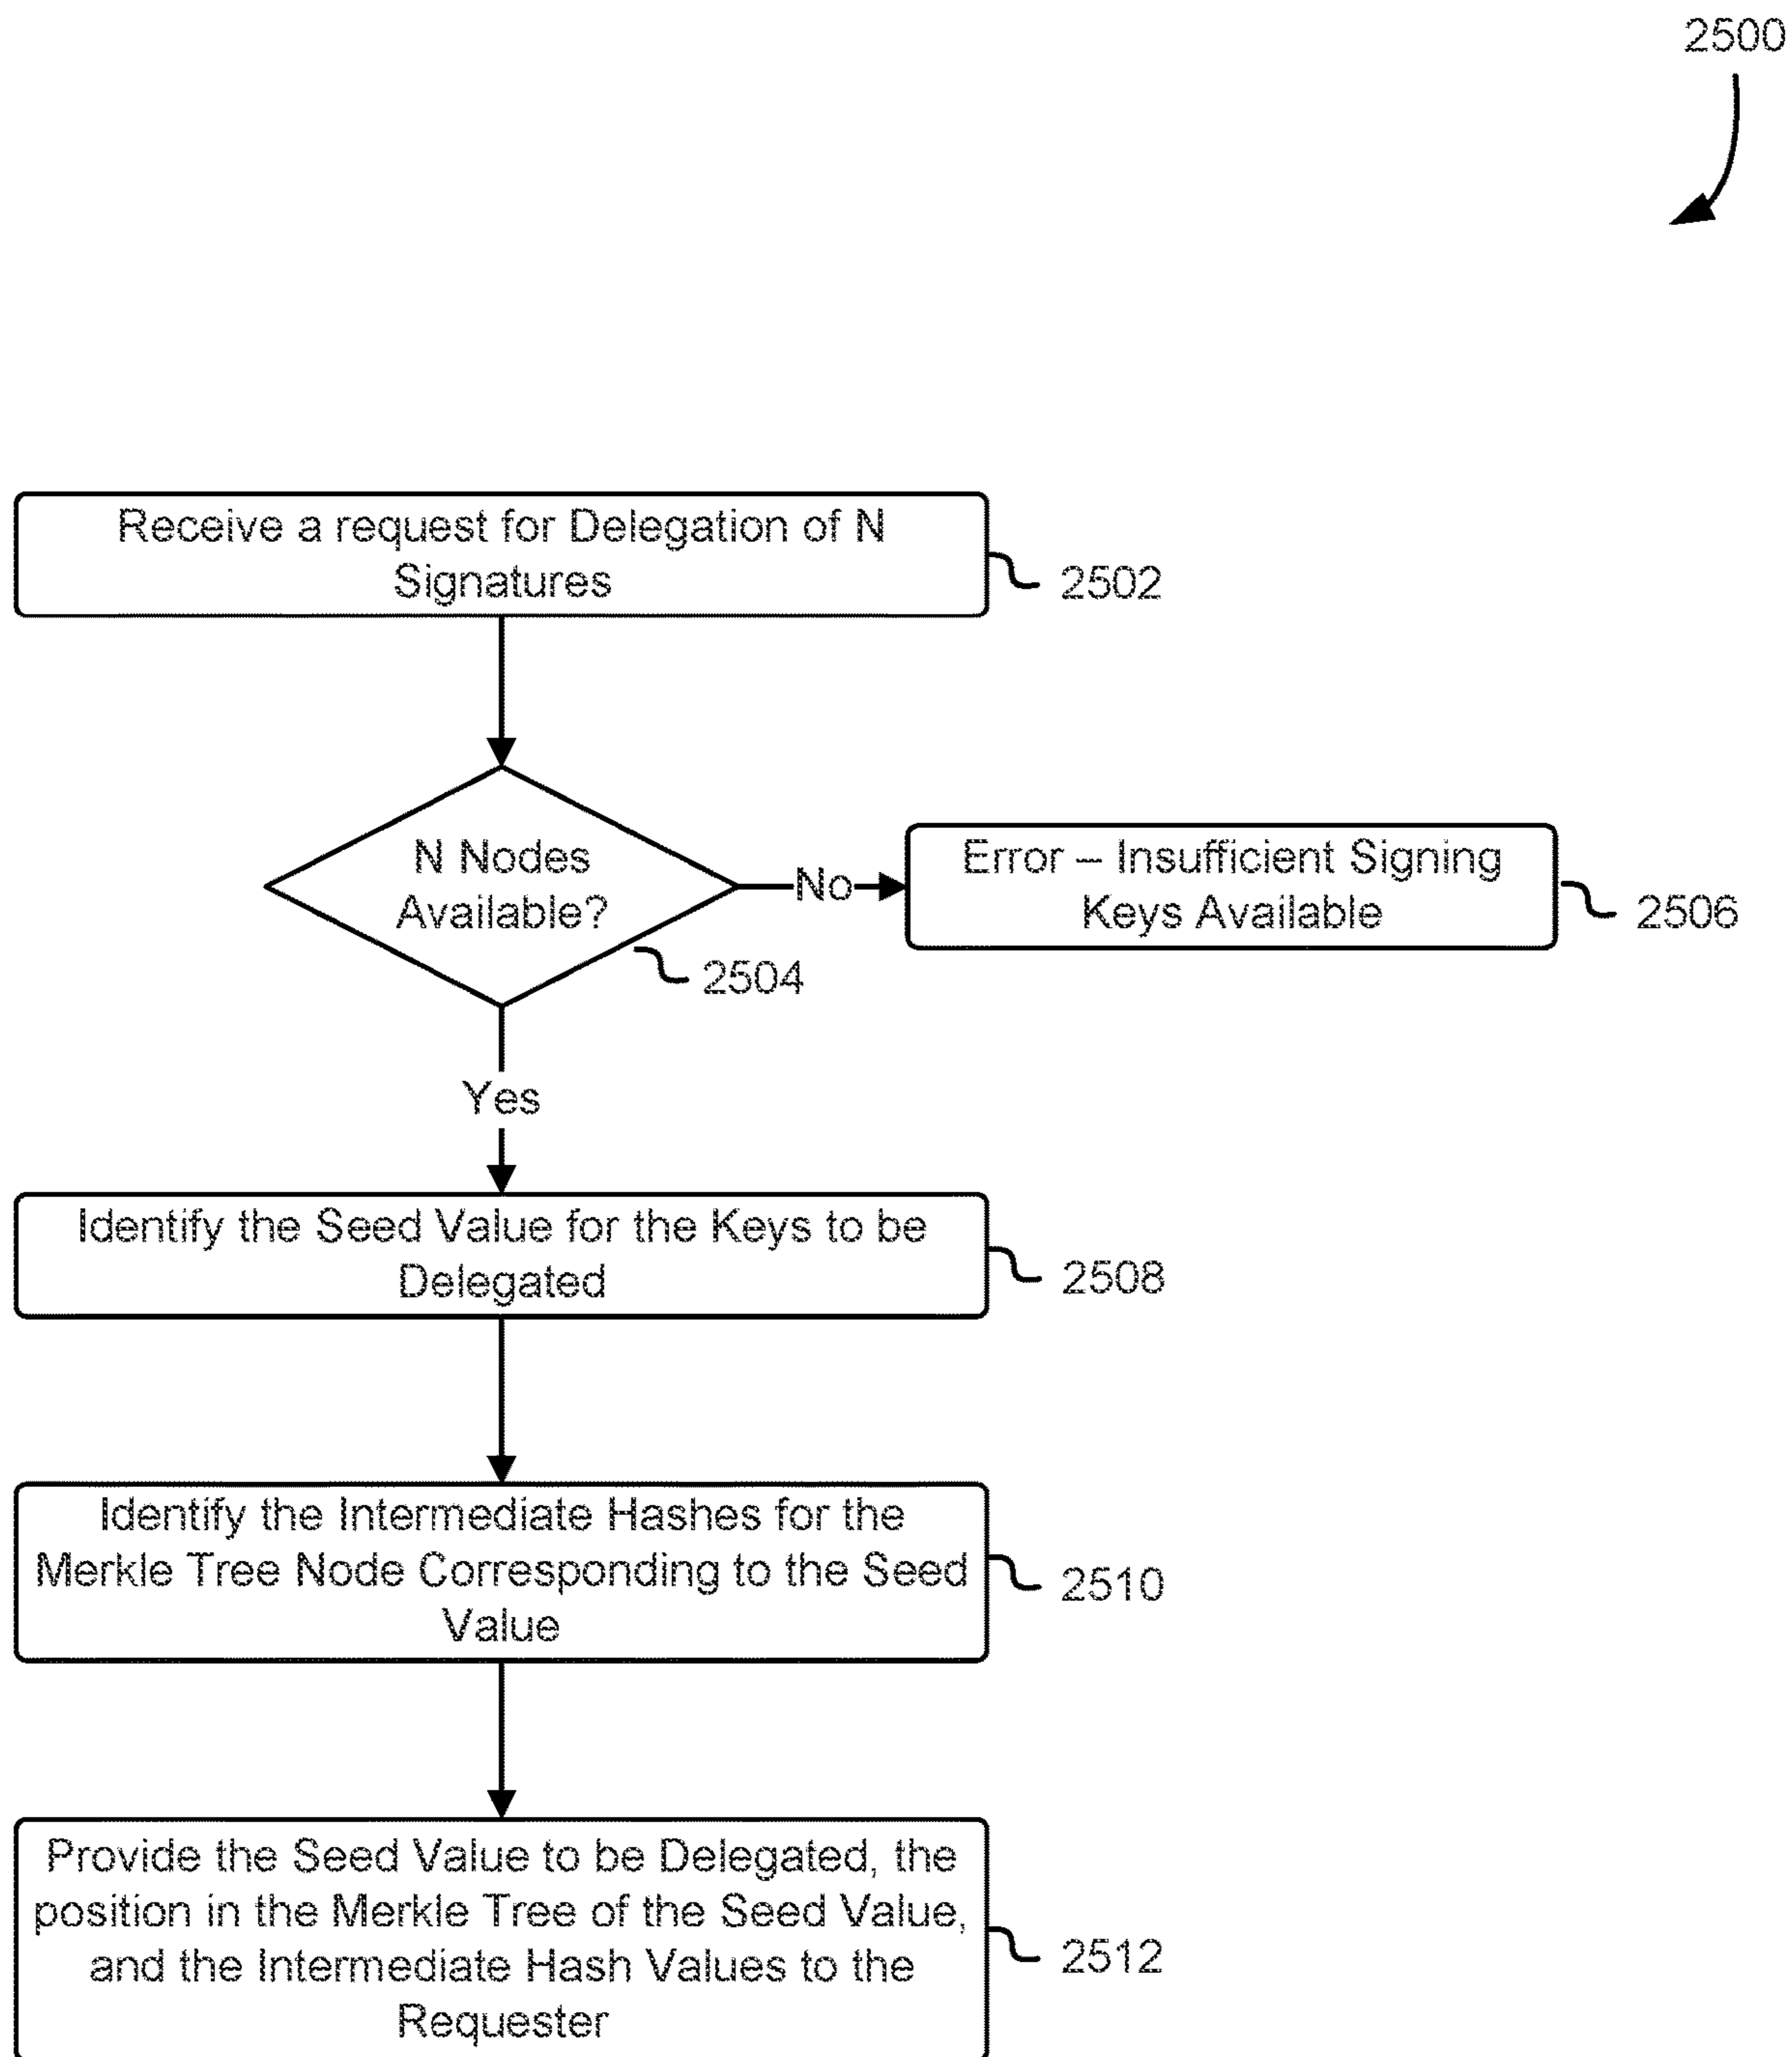 2500
Receive a request for Delegation of N
Signatures
2502
N Nodes
Available?
2504
No
Error – Insufficient Signing
Keys Available
2506
Yes
Identify the Seed Value for the Keys to be
Delegated
2508
Identify the Intermediate Hashes for the
Merkle Tree Node Corresponding to the Seed
Value
2510
Provide the Seed Value to be Delegated, the
position in the Merkle Tree of the Seed Value,
and the Intermediate Hash Values to the
Requester
2512